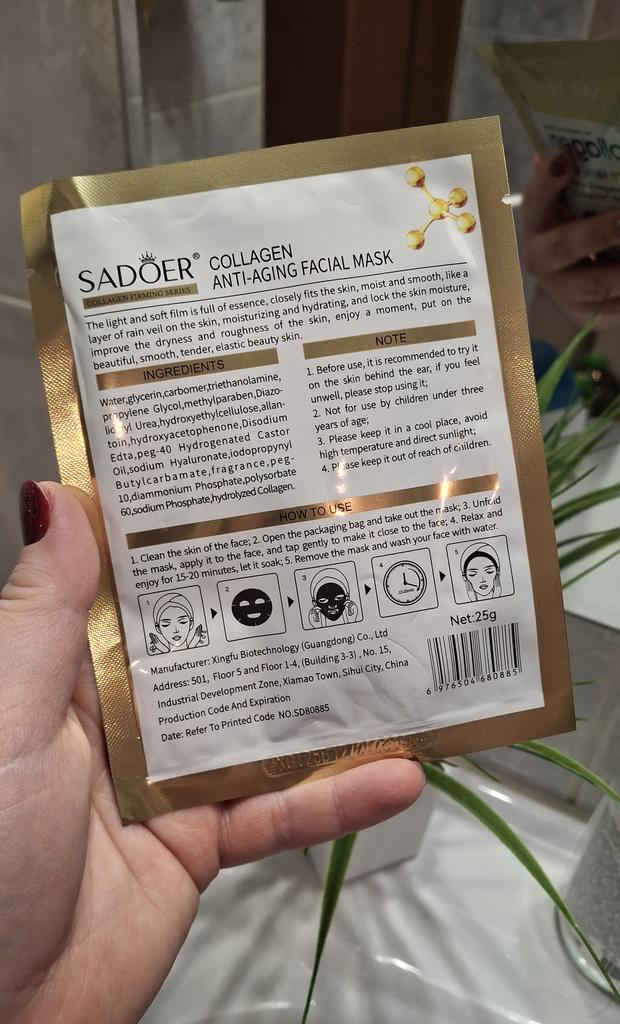 SADOER®
COLLAGEN FIRMING SERIES
COLLAGEN
ANTI-AGING FACIAL MASK
The light and soft film is full of essence, closely fits the skin, moist and smooth, like a
layer of rain veil on the skin, moisturizing and hydrating, and lock the skin moisture,
improve the dryness and roughness of the skin, enjoy a moment, put on the
beautiful, smooth, tender, elastic beauty skin.
INGREDIENTS
Water,glycerin,carbomer,triethanolamine,
propylene Glycol,methylparaben,Diazo-
lidinyl Urea,hydroxyethylcellulose,allan-
toin,hydroxyacetophenone,Disodium
Edta,peg-40 Hydrogenated Castor
Oil,sodium Hyaluronate,iodopropynyl
Butylcarbamate,fragrance,peg-
10,diammonium Phosphate,polysorbate
60,sodium Phosphate,hydrolyzed Collagen.
NOTE
1. Before use, it is recommended to try it
on the skin behind the ear, if you feel
unwell, please stop using it;
2. Not for use by children under three
years of age;
3. Please keep it in a cool place, avoid
high temperature and direct sunlight;
4. Please keep it out of reach of children.
HOW TO USE
1. Clean the skin of the face; 2. Open the packaging bag and take out the mask; 3. Unfold
the mask, apply it to the face, and tap gently to make it close to the face; 4. Relax and
enjoy for 15-20 minutes, let it soak; 5. Remove the mask and wash your face with water.
1 2 3 4 5
15-20min
Net:25g
Manufacturer: Xingfu Biotechnology (Guangdong) Co., Ltd
Address: 501, Floor 5 and Floor 1-4, (Building 3-3) , No. 15,
Industrial Development Zone, Xiamao Town, Sihui City, China
Production Code And Expiration
Date: Refer To Printed Code NO.SD80885
6 976504 680885